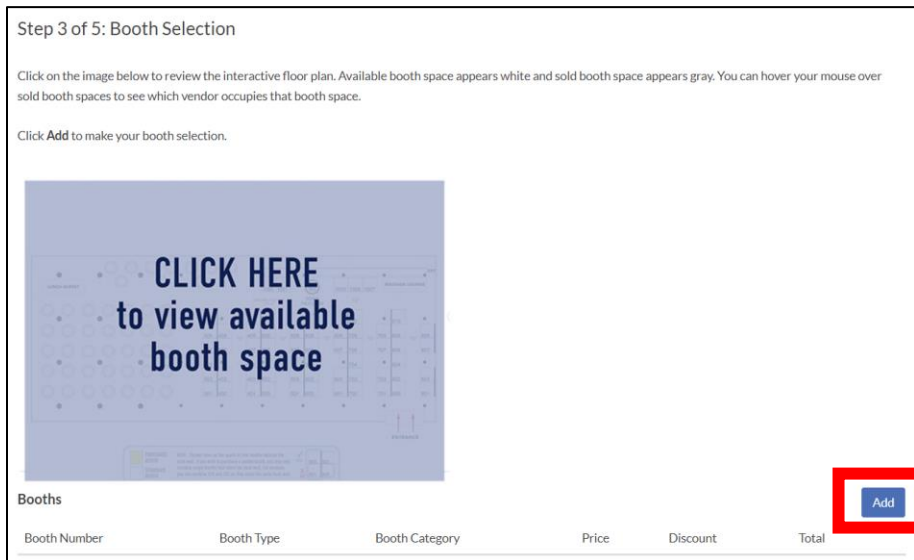 Step 3 of 5: Booth Selection
Click on the image below to review the interactive floor plan. Available booth space appears white and sold booth space appears gray. You can hover your mouse over
sold booth spaces to see which vendor occupies that booth space.
Click Add to make your booth selection.
CLICK HERE
to view available
booth space
ENTRANCE
Booths
Add
Booth Number Booth Type Booth Category Price Discount Total